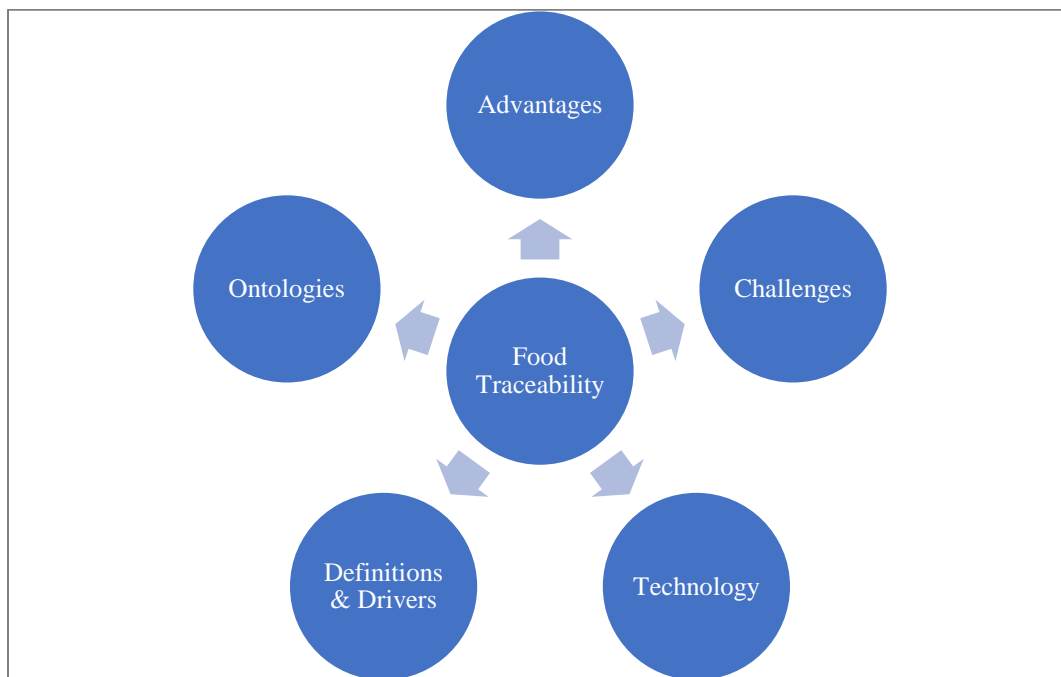 Advantages
Ontologies
Challenges
Food
Traceability
Definitions
& Drivers
Technology